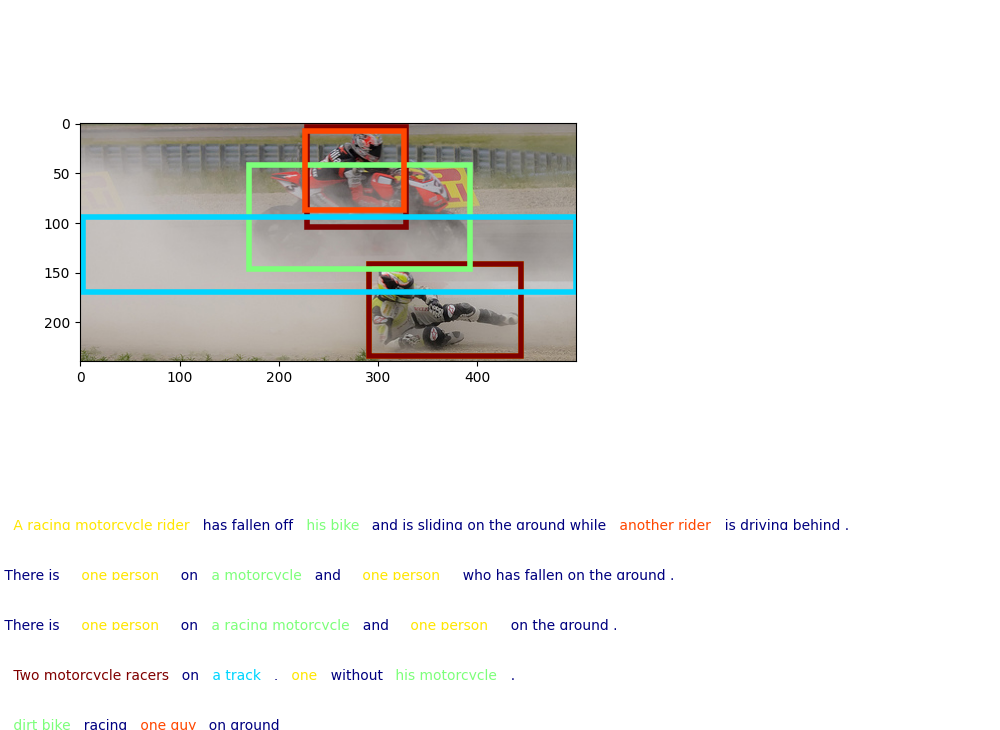 0
50
100
150
200
0 100 200 300 400
A racing motorcycle rider has fallen off his bike and is sliding on the ground while another rider is driving behind .
There is one person on a motorcycle and one person who has fallen on the ground .
There is one person on a racing motorcycle and one person on the ground .
Two motorcycle racers on a track . one without his motorcycle .
dirt bike racing one guy on ground